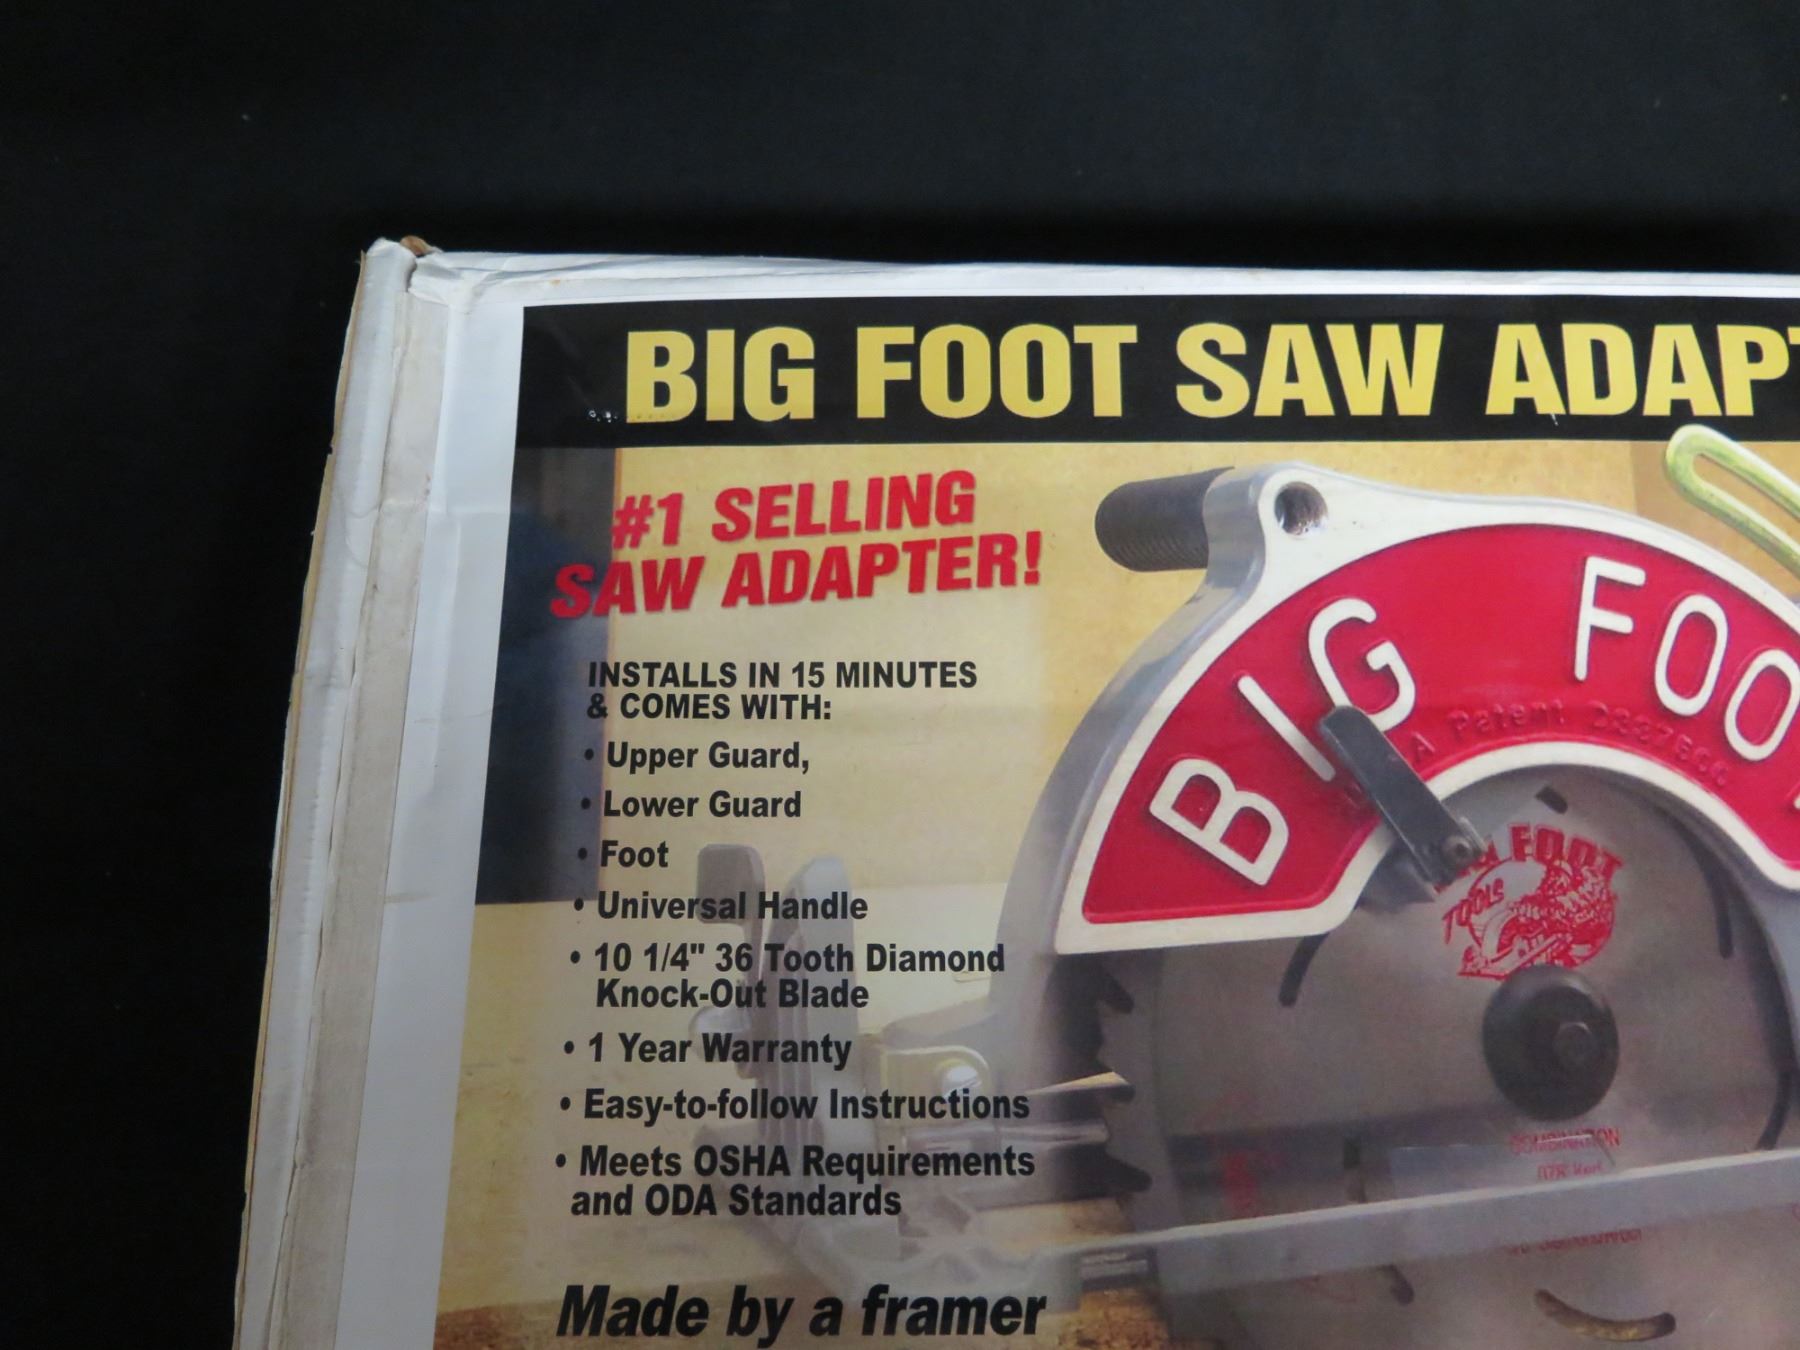 BIG FOOT SAW ADAPT
#1 SELLING
SAW ADAPTER!
INSTALLS IN 15 MINUTES
& COMES WITH:
• Upper Guard,
• Lower Guard
• Foot
• Universal Handle
• 10 1/4" 36 Tooth Diamond
Knock-Out Blade
• 1 Year Warranty
• Easy-to-follow Instructions
• Meets OSHA Requirements
and ODA Standards
Made by a framer
BIG FOO
Patent
BIG FOOT
TOOLS
COMBINATION